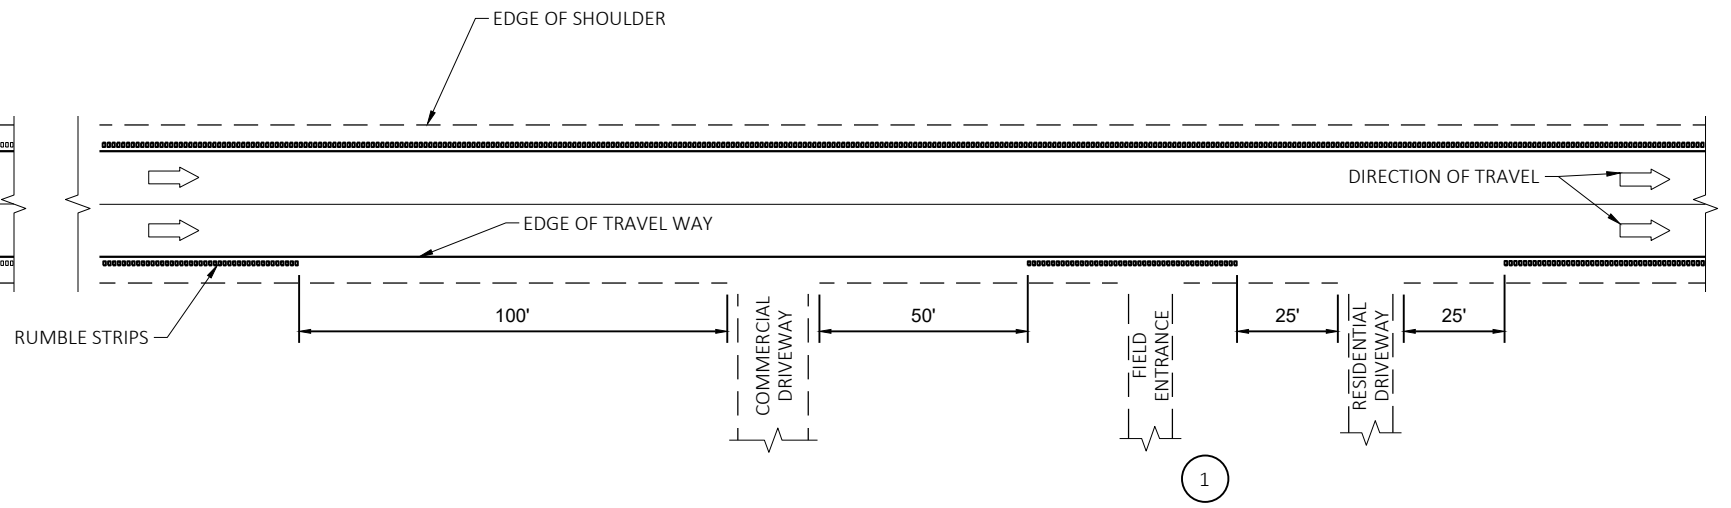 EDGE OF SHOULDER
DIRECTION OF TRAVEL
EDGE OF TRAVEL WAY
RUMBLE STRIPS
100'
50'
25'
25'
COMMERCIAL
DRIVEWAY
FIELD
ENTRANCE
RESIDENTIAL
DRIVEWAY
1